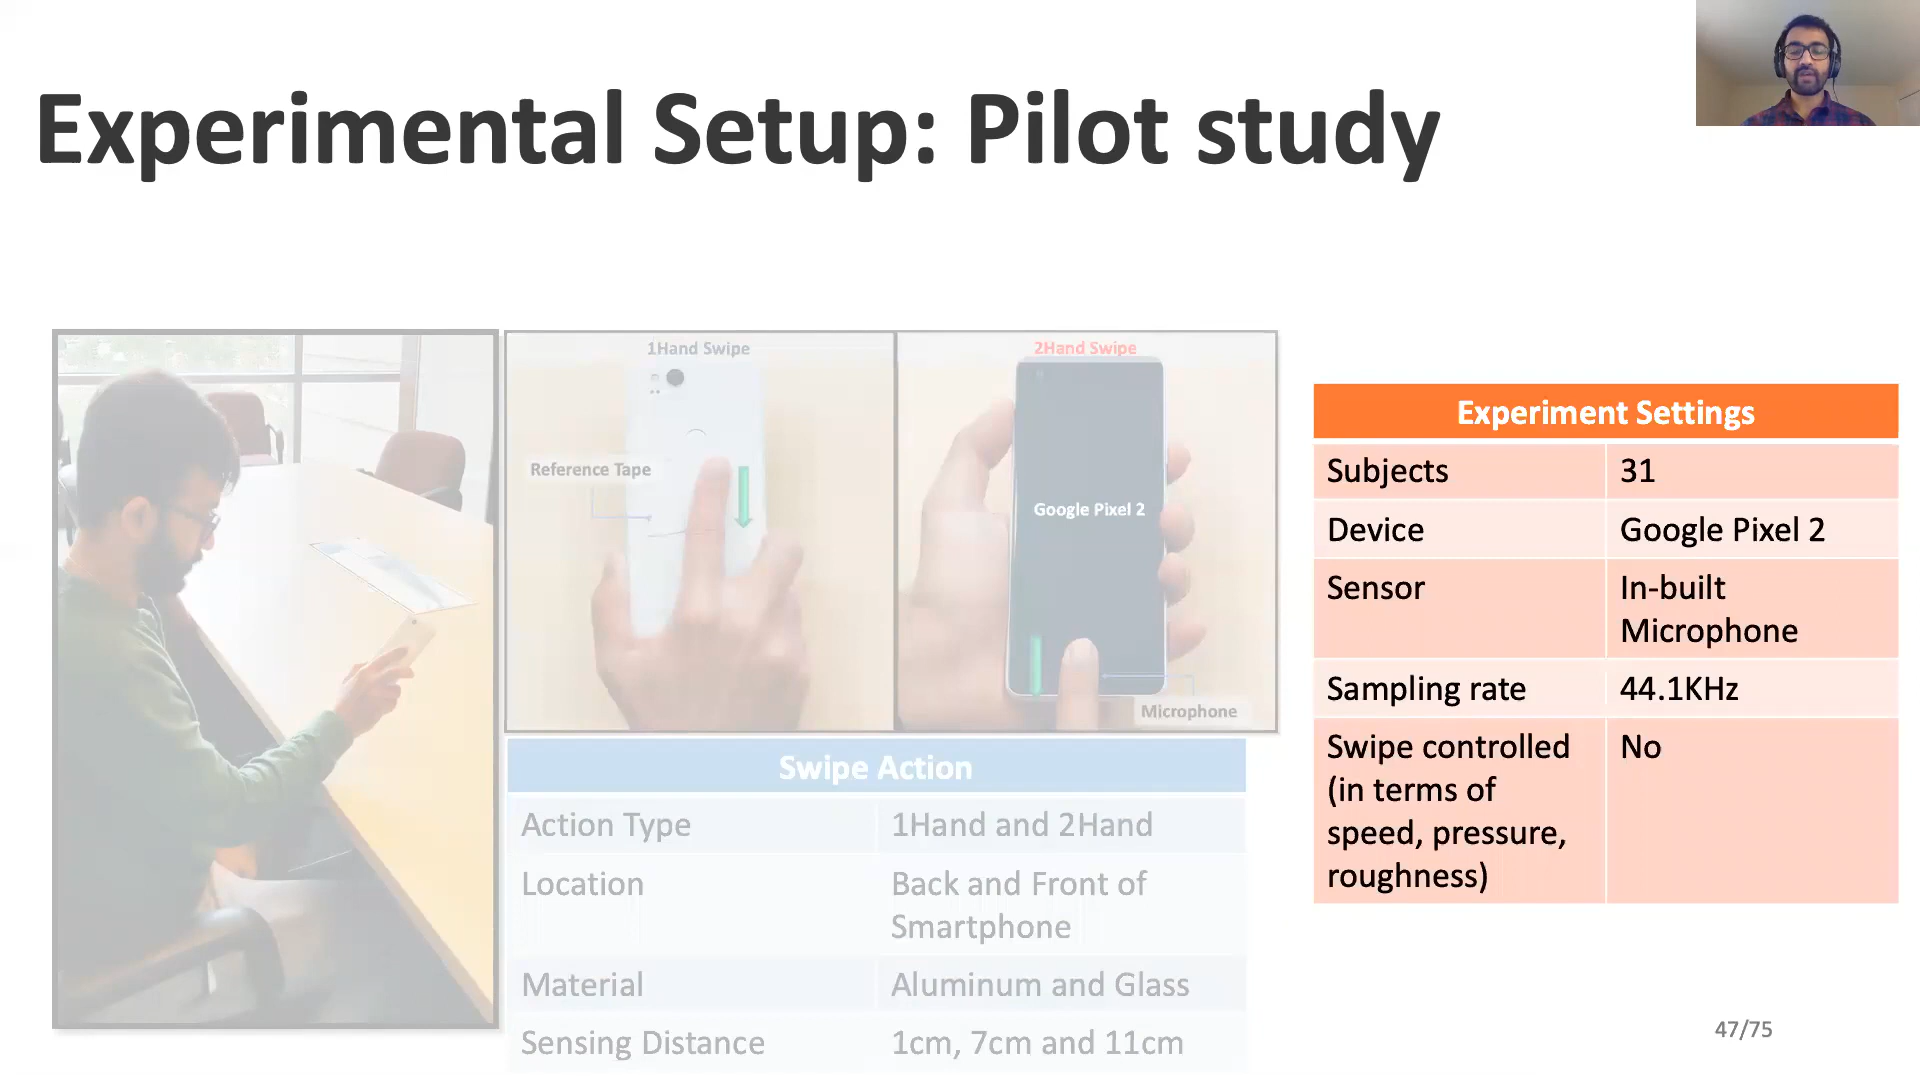 Experimental Setup: Pilot study
1Hand Swipe
2Hand Swipe
Reference Tape
Google Pixel 2
Microphone
Swipe Action
Action Type 1Hand and 2Hand
Location Back and Front of
Smartphone
Material Aluminum and Glass
Sensing Distance 1cm, 7cm and 11cm
Experiment Settings
Subjects 31
Device Google Pixel 2
Sensor In-built
Microphone
Sampling rate 44.1KHz
Swipe controlled No
(in terms of
speed, pressure,
roughness)
47/75